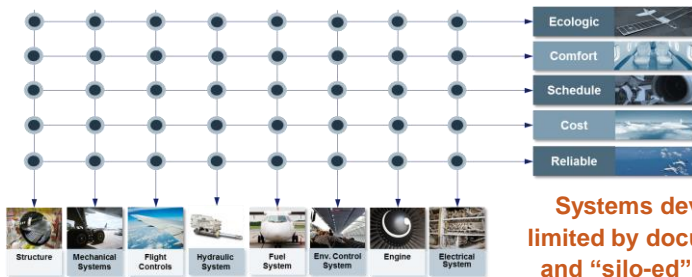 Ecologic
Comfort
Schedule
Cost
Reliable
Structure
Mechanical
Systems
Flight
Controls
Hydraulic
System
Fuel
System
Env. Control
System
Engine
Electrical
System
Systems dev
limited by docu
and “silo-ed”